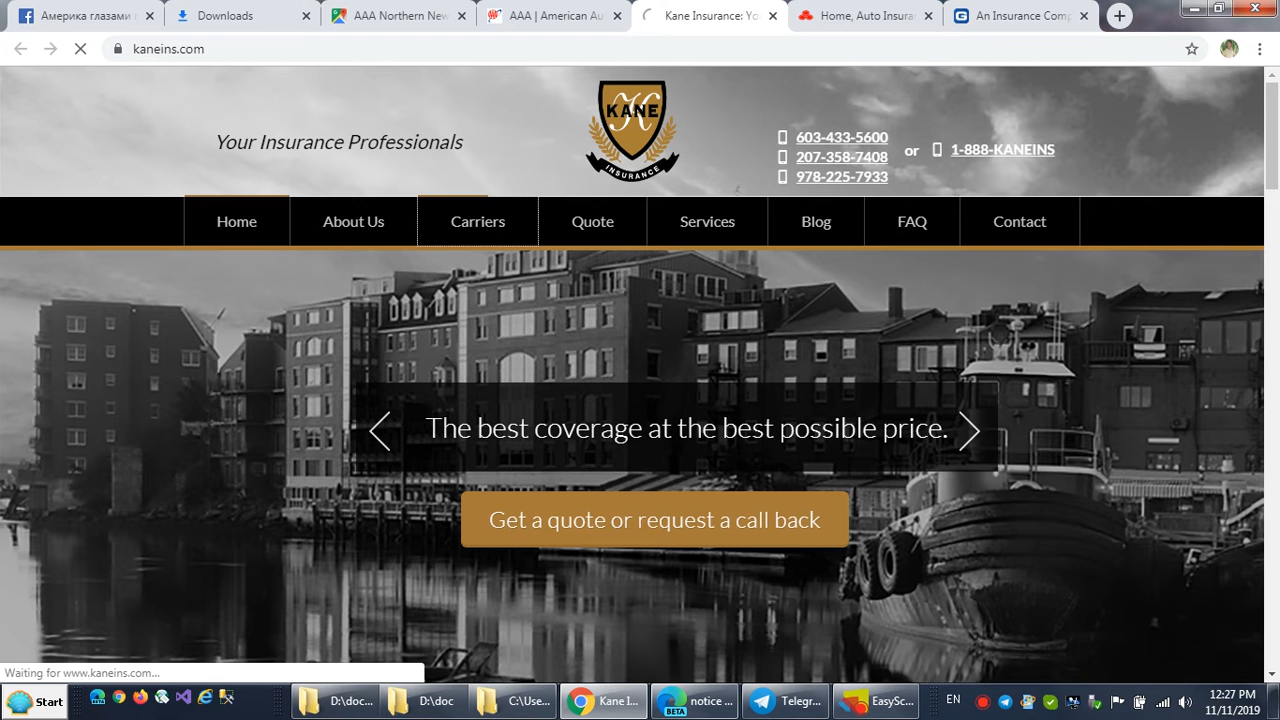 Америка глазами
Downloads
AAA Northern New
AAA | American Au
Kane Insurance: Yo
Home, Auto Insura
An Insurance Comp
kaneins.com
Your Insurance Professionals
KANE
INSURANCE
603-433-5600
207-358-7408
978-225-7933
or
1-888-KANEINS
Home
About Us
Carriers
Quote
Services
Blog
FAQ
Contact
The best coverage at the best possible price.
Get a quote or request a call back
Waiting for www.kaneins.com...
Start
D:\doc...
D:\doc
C:\Use...
Kane I...
BETA
notice ...
Telegr...
EasySc...
EN
12:27 PM
11/11/2019